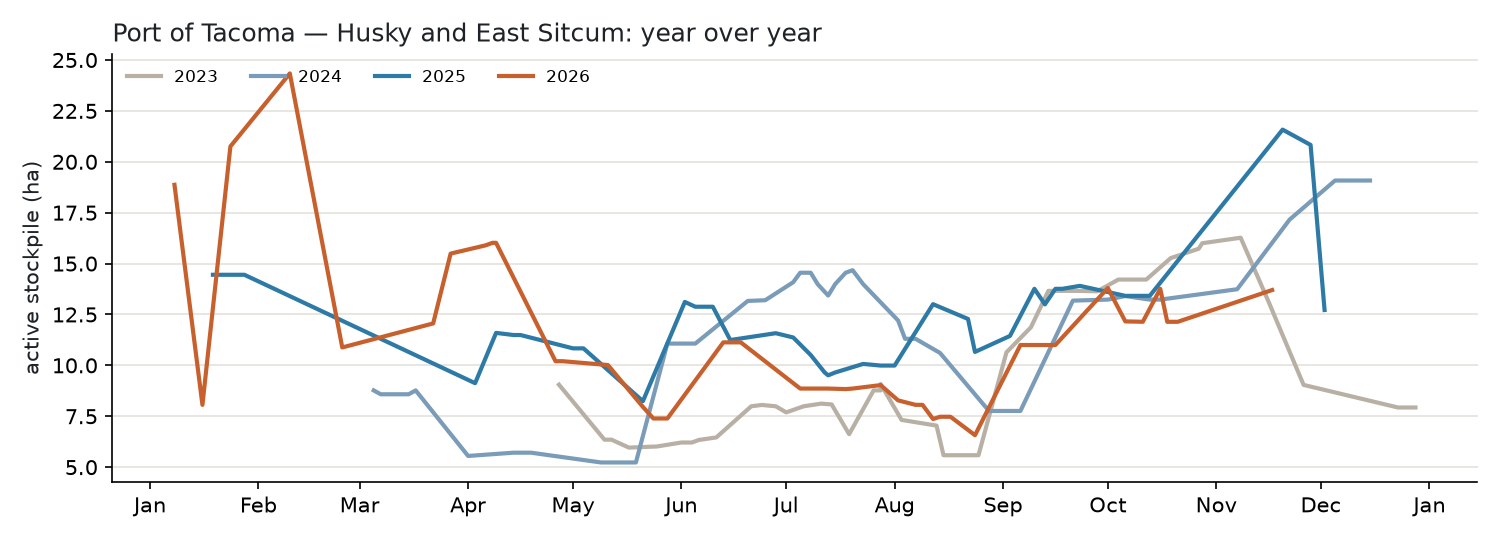 Port of Tacoma — Husky and East Sitcum: year over year
2023 2024 2025 2026
active stockpile (ha)
25.0
22.5
20.0
17.5
15.0
12.5
10.0
7.5
5.0
Jan Feb Mar Apr May Jun Jul Aug Sep Oct Nov Dec Jan